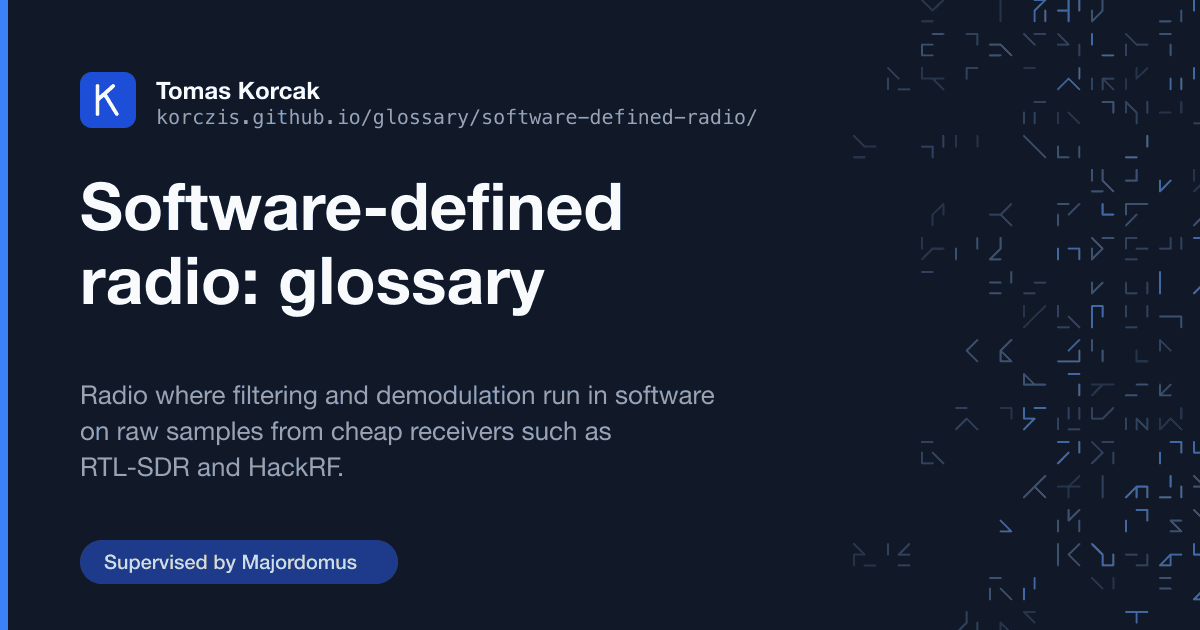 K
Tomas Korcak
korczis.github.io/glossary/software-defined-radio/
Software-defined
radio: glossary
Radio where filtering and demodulation run in software
on raw samples from cheap receivers such as
RTL-SDR and HackRF.
Supervised by Majordomus